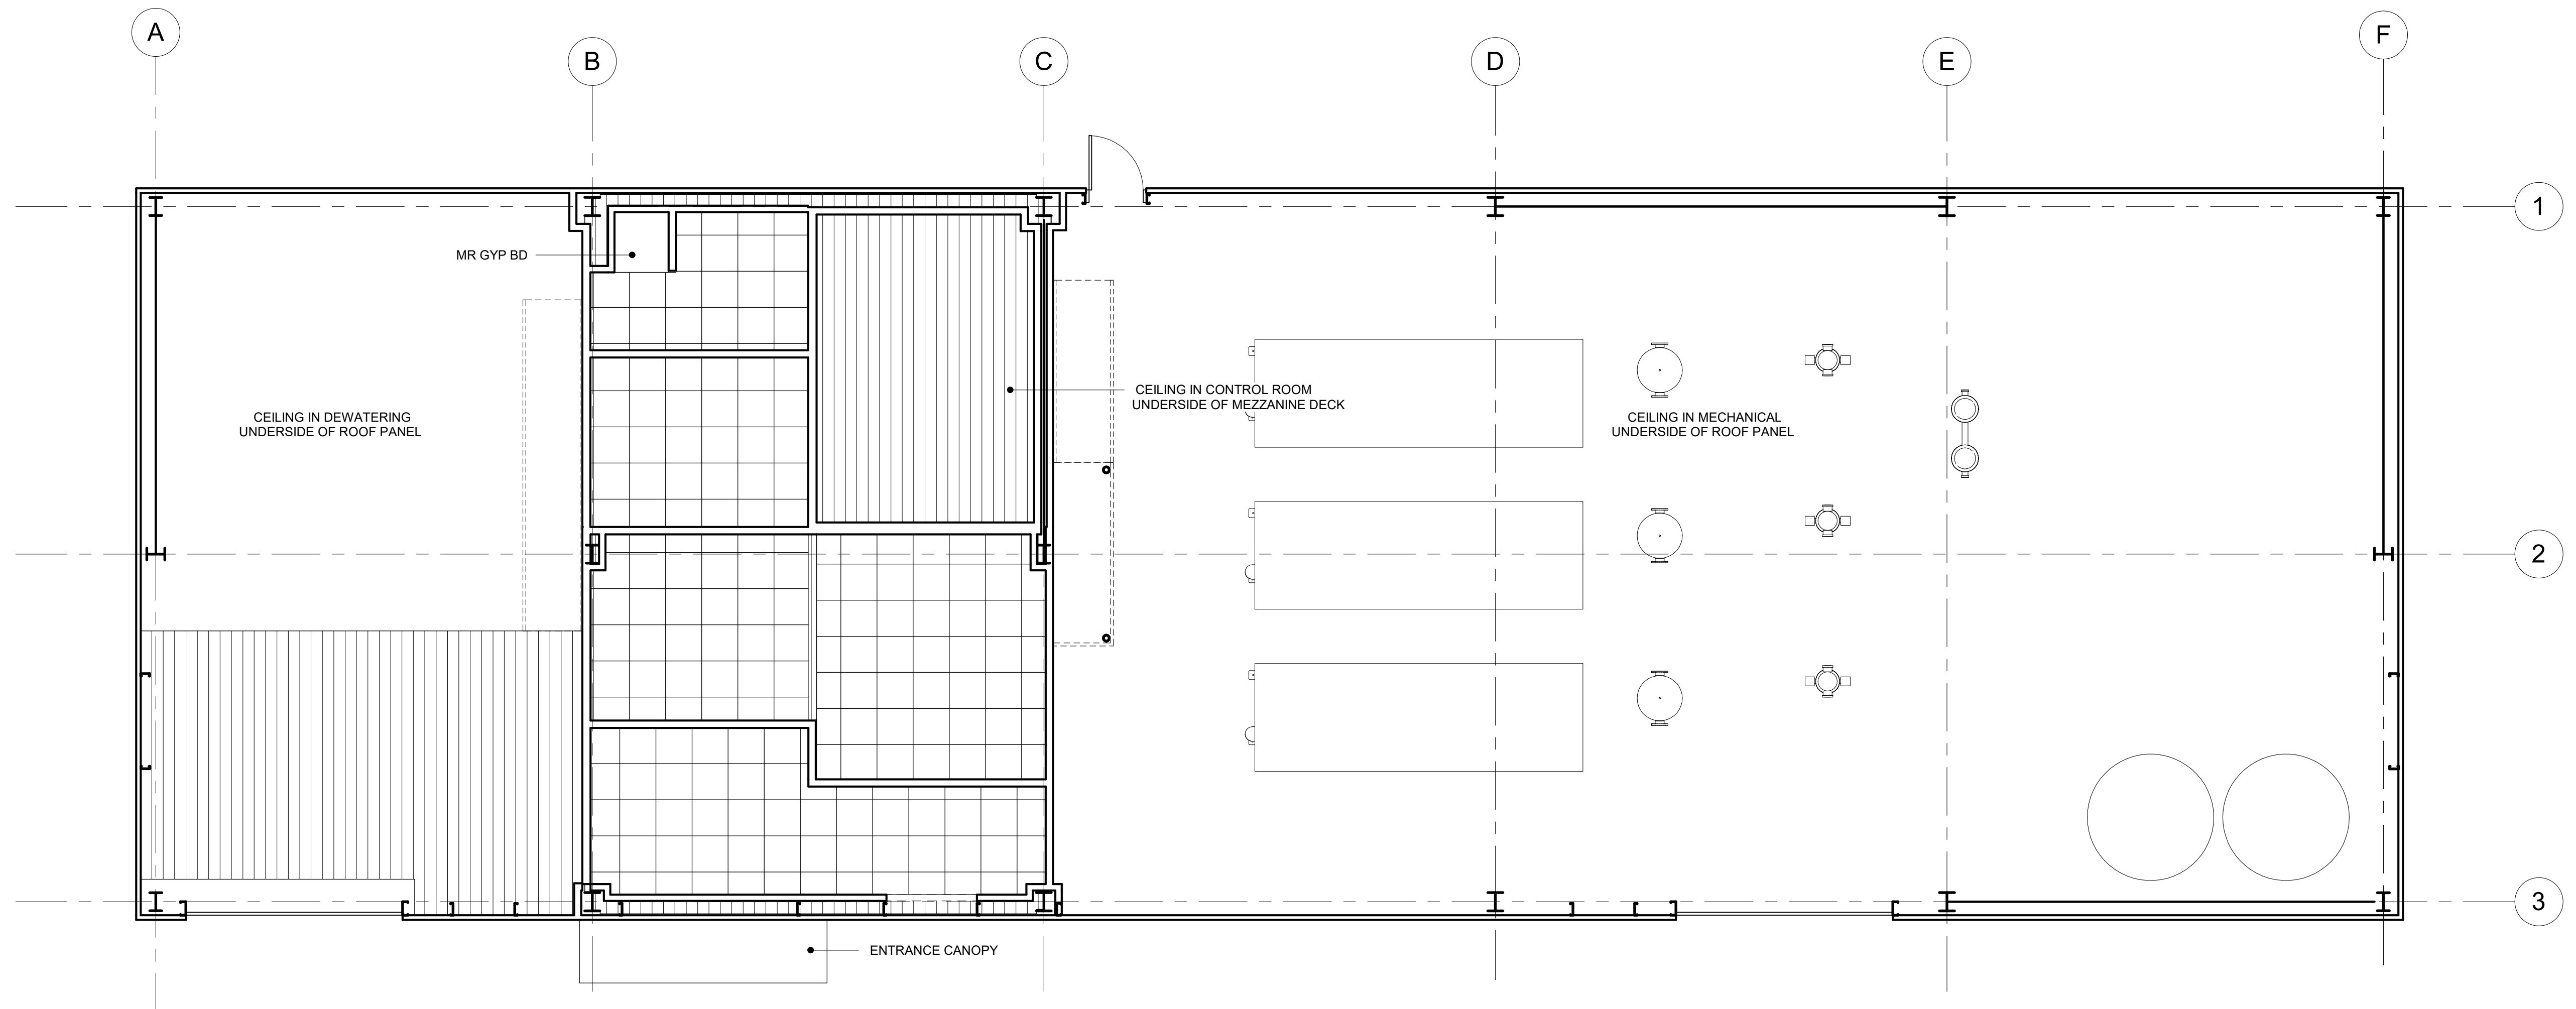 A
B
C
D
E
F
1
MR GYP BD
CEILING IN CONTROL ROOM
UNDERSIDE OF MEZZANINE DECK
CEILING IN DEWATERING
UNDERSIDE OF ROOF PANEL
CEILING IN MECHANICAL
UNDERSIDE OF ROOF PANEL
2
3
ENTRANCE CANOPY